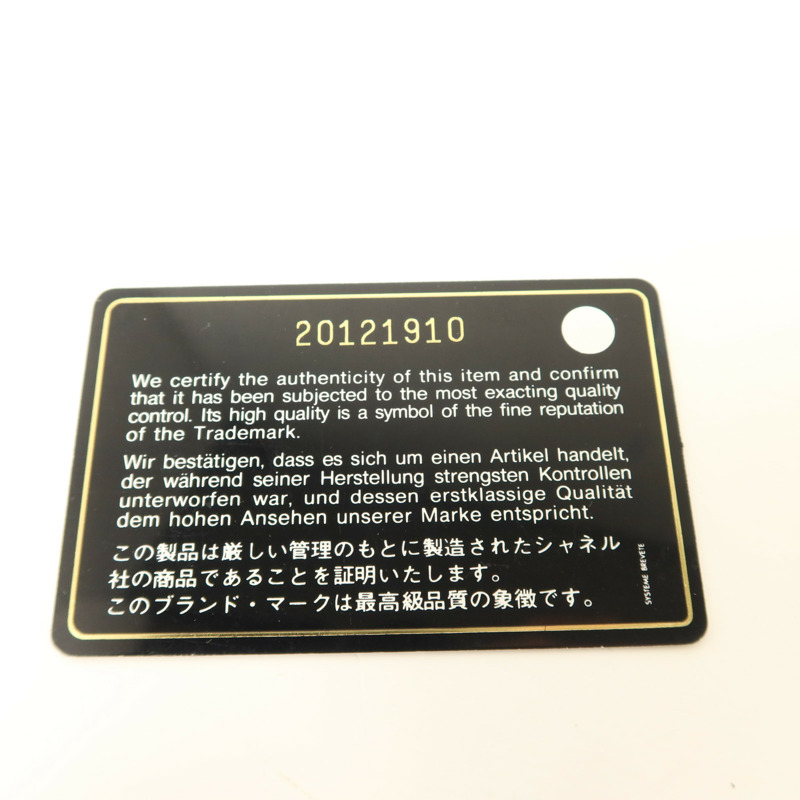 20121910
We certify the authenticity of this item and confirm
that it has been subjected to the most exacting quality
control. Its high quality is a symbol of the fine reputation
of the Trademark.
Wir bestätigen, dass es sich um einen Artikel handelt,
der während seiner Herstellung strengsten Kontrollen
unterworfen war, und dessen erstklassige Qualität
dem hohen Ansehen unserer Marke entspricht.
この製品は厳しい管理のもとに製造されたシャネル
社の商品であることを証明いたします。
このブランド・マークは最高級品質の象徴です。
SYSTEME BREVETE